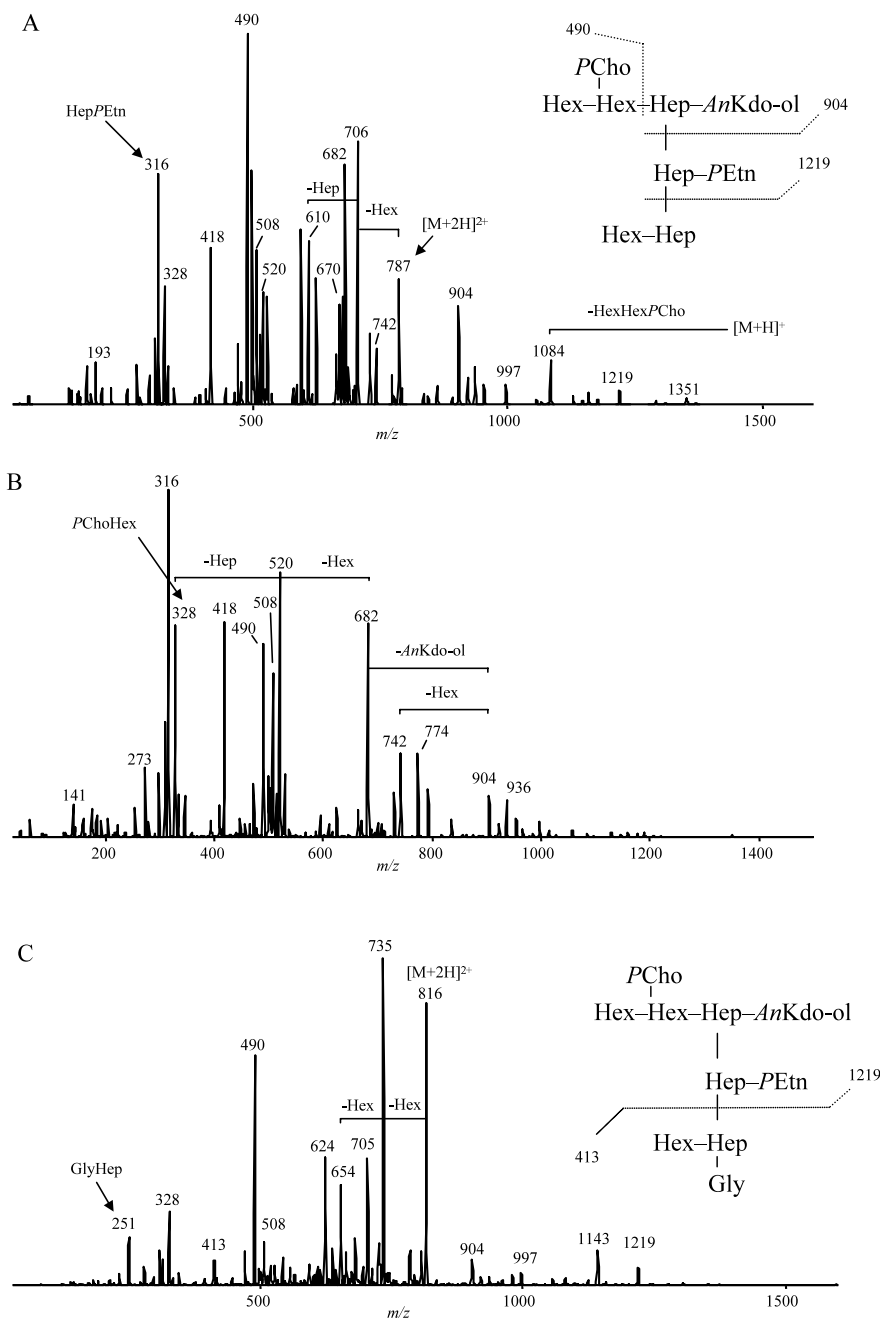 A
490
490
PCho
Hex–Hex–Hep–AnKdo-ol
904
Hep–PEtn
1219
Hex–Hep
HepPEtn
316
706
682
-Hep
-Hex
[M+2H]²⁺
508
418
610
328
520
670
787
742
904
-HexHexPCho
[M+H]⁺
193
997
1084
1219
1351
500
1000
1500
m/z
B
316
PChoHex
-Hep
520
-Hex
328
418
508
490
682
-AnKdo-ol
-Hex
742
774
273
904
936
141
200
400
600
800
1000
1200
1400
m/z
C
735
[M+2H]²⁺
816
PCho
Hex–Hex–Hep–AnKdo-ol
490
Hep–PEtn
1219
-Hex
-Hex
624
654
705
Hex–Hep
413
Gly
GlyHep
328
251
413
508
904
997
1143
1219
500
1000
1500
m/z